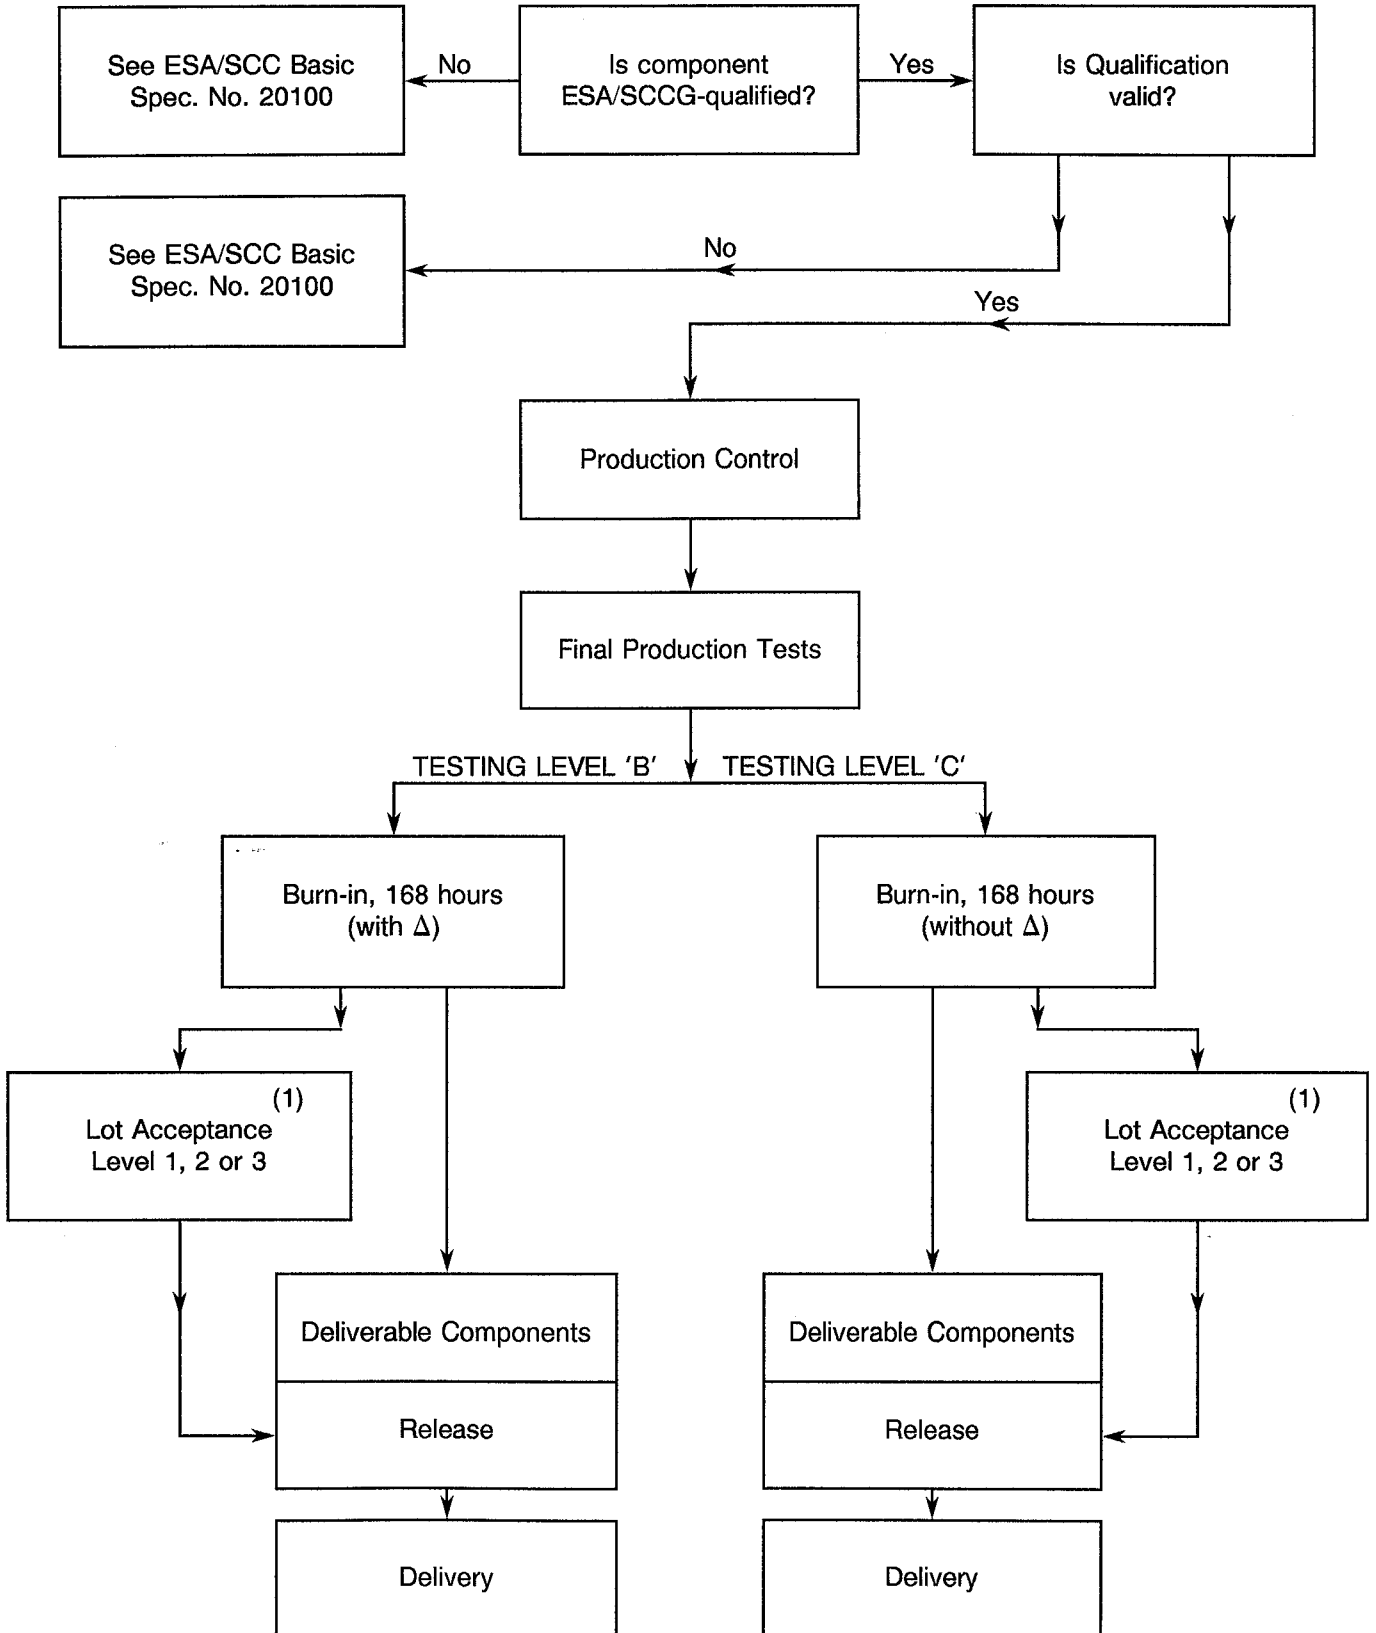 See ESA/SCC Basic
Spec. No. 20100
No
Is component
ESA/SCCG-qualified?
Yes
Is Qualification
valid?
See ESA/SCC Basic
Spec. No. 20100
No
Yes
Production Control
Final Production Tests
TESTING LEVEL 'B'
TESTING LEVEL 'C'
Burn-in, 168 hours
(with Δ)
Burn-in, 168 hours
(without Δ)
(1)
Lot Acceptance
Level 1, 2 or 3
(1)
Lot Acceptance
Level 1, 2 or 3
Deliverable Components
Release
Deliverable Components
Release
Delivery
Delivery